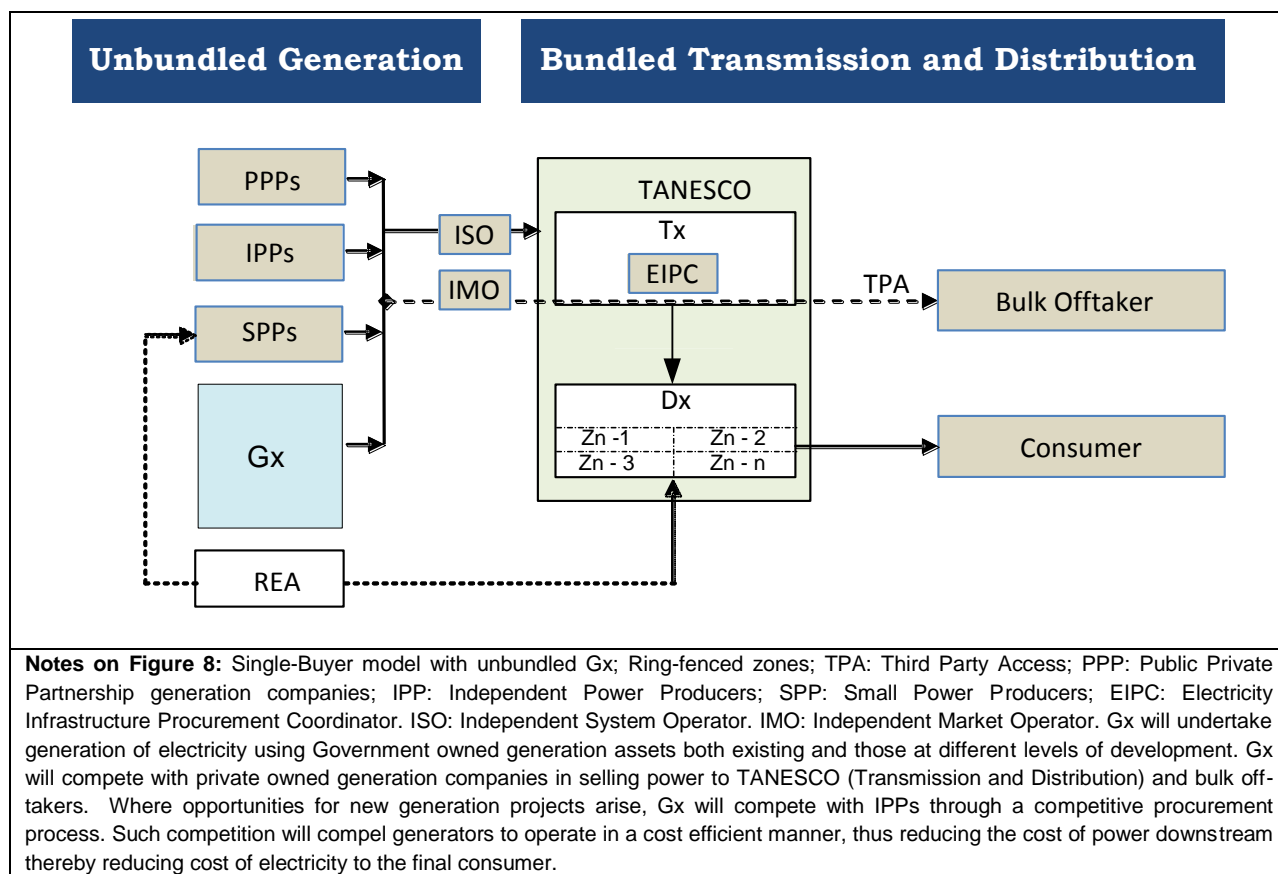 Unbundled Generation
Bundled Transmission and Distribution
PPPs
IPPs
SPPs
Gx
REA
ISO
IMO
TANESCO
Tx
EIPC
TPA
Dx
Zn -1
Zn - 2
Zn - 3
Zn - n
Bulk Offtaker
Consumer
Notes on Figure 8: Single-Buyer model with unbundled Gx; Ring-fenced zones; TPA: Third Party Access; PPP: Public Private
Partnership generation companies; IPP: Independent Power Producers; SPP: Small Power Producers; EIPC: Electricity
Infrastructure Procurement Coordinator. ISO: Independent System Operator. IMO: Independent Market Operator. Gx will undertake
generation of electricity using Government owned generation assets both existing and those at different levels of development. Gx
will compete with private owned generation companies in selling power to TANESCO (Transmission and Distribution) and bulk off-
takers. Where opportunities for new generation projects arise, Gx will compete with IPPs through a competitive procurement
process. Such competition will compel generators to operate in a cost efficient manner, thus reducing the cost of power downstream
thereby reducing cost of electricity to the final consumer.